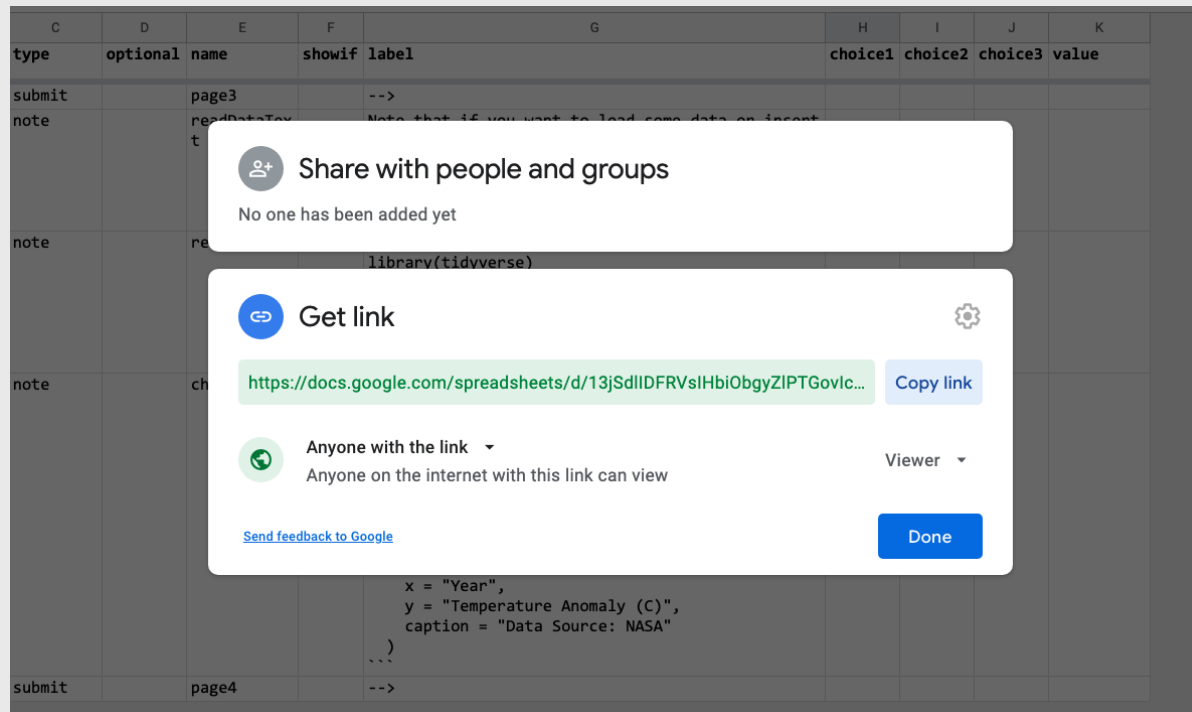 C D E F G H I J K
type optional name showif label choice1 choice2 choice3 value
submit page3 -->
note readDataTex Note that if you want to load some data or insert
t
Share with people and groups
No one has been added yet
note re
library(tidyverse)
Get link
https://docs.google.com/spreadsheets/d/13jSdlIDFRVsIHbiObgyZlPTGovIc... Copy link
note ch
Anyone with the link
Anyone on the internet with this link can view
Viewer
Send feedback to Google
Done
x = "Year",
y = "Temperature Anomaly (C)",
caption = "Data Source: NASA"
)
```
submit page4 -->